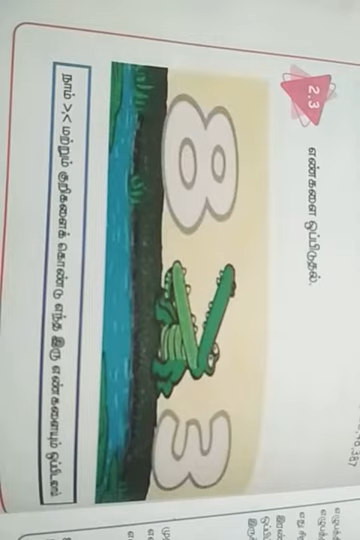 2.3
எண்களை ஒப்பிடுதல்.
8 3
நாம் >,< மற்றும் குறிகளைக் கொண்டு எந்த இரு எண்களையும் ஒப்பிடலாம்